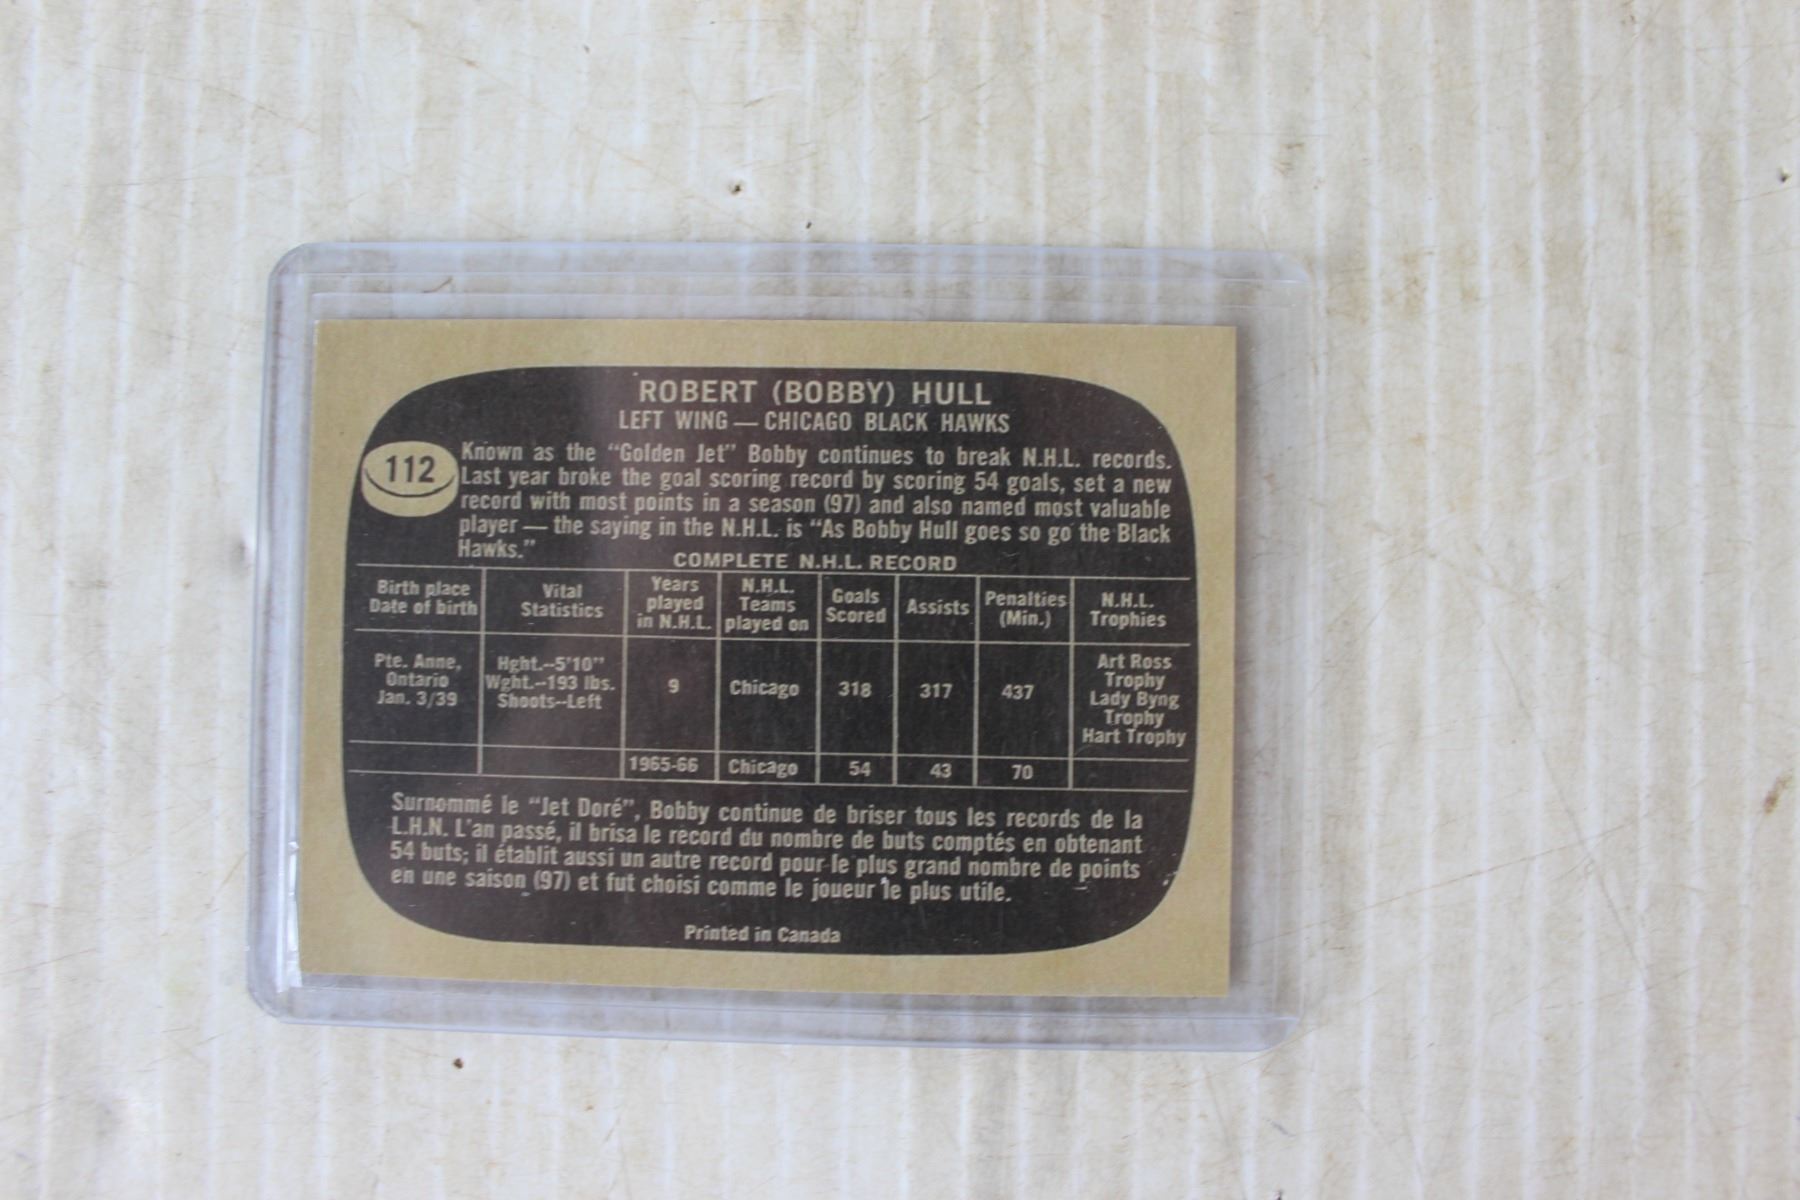 ROBERT (BOBBY) HULL
LEFT WING — CHICAGO BLACK HAWKS
112
Known as the "Golden Jet" Bobby continues to break N.H.L. records.
Last year broke the goal scoring record by scoring 54 goals, set a new
record with most points in a season (97) and also named most valuable
player — the saying in the N.H.L. is "As Bobby Hull goes so go the Black
Hawks."
COMPLETE N.H.L. RECORD
Birth place
Date of birth
Vital
Statistics
Years
played
in N.H.L.
N.H.L.
Teams
played on
Goals
Scored
Assists
Penalties
(Min.)
N.H.L.
Trophies
Pte. Anne,
Ontario
Jan. 3/39
Hght.--5'10"
Wght.--193 lbs.
Shoots--Left
9
Chicago
318
317
437
Art Ross
Trophy
Lady Byng
Trophy
Hart Trophy
1965-66
Chicago
54
43
70
Surnommé le "Jet Doré", Bobby continue de briser tous les records de la
L.H.N. L'an passé, il brisa le record du nombre de buts comptés en obtenant
54 buts; il établit aussi un autre record pour le plus grand nombre de points
en une saison (97) et fut choisi comme le joueur le plus utile.
Printed in Canada